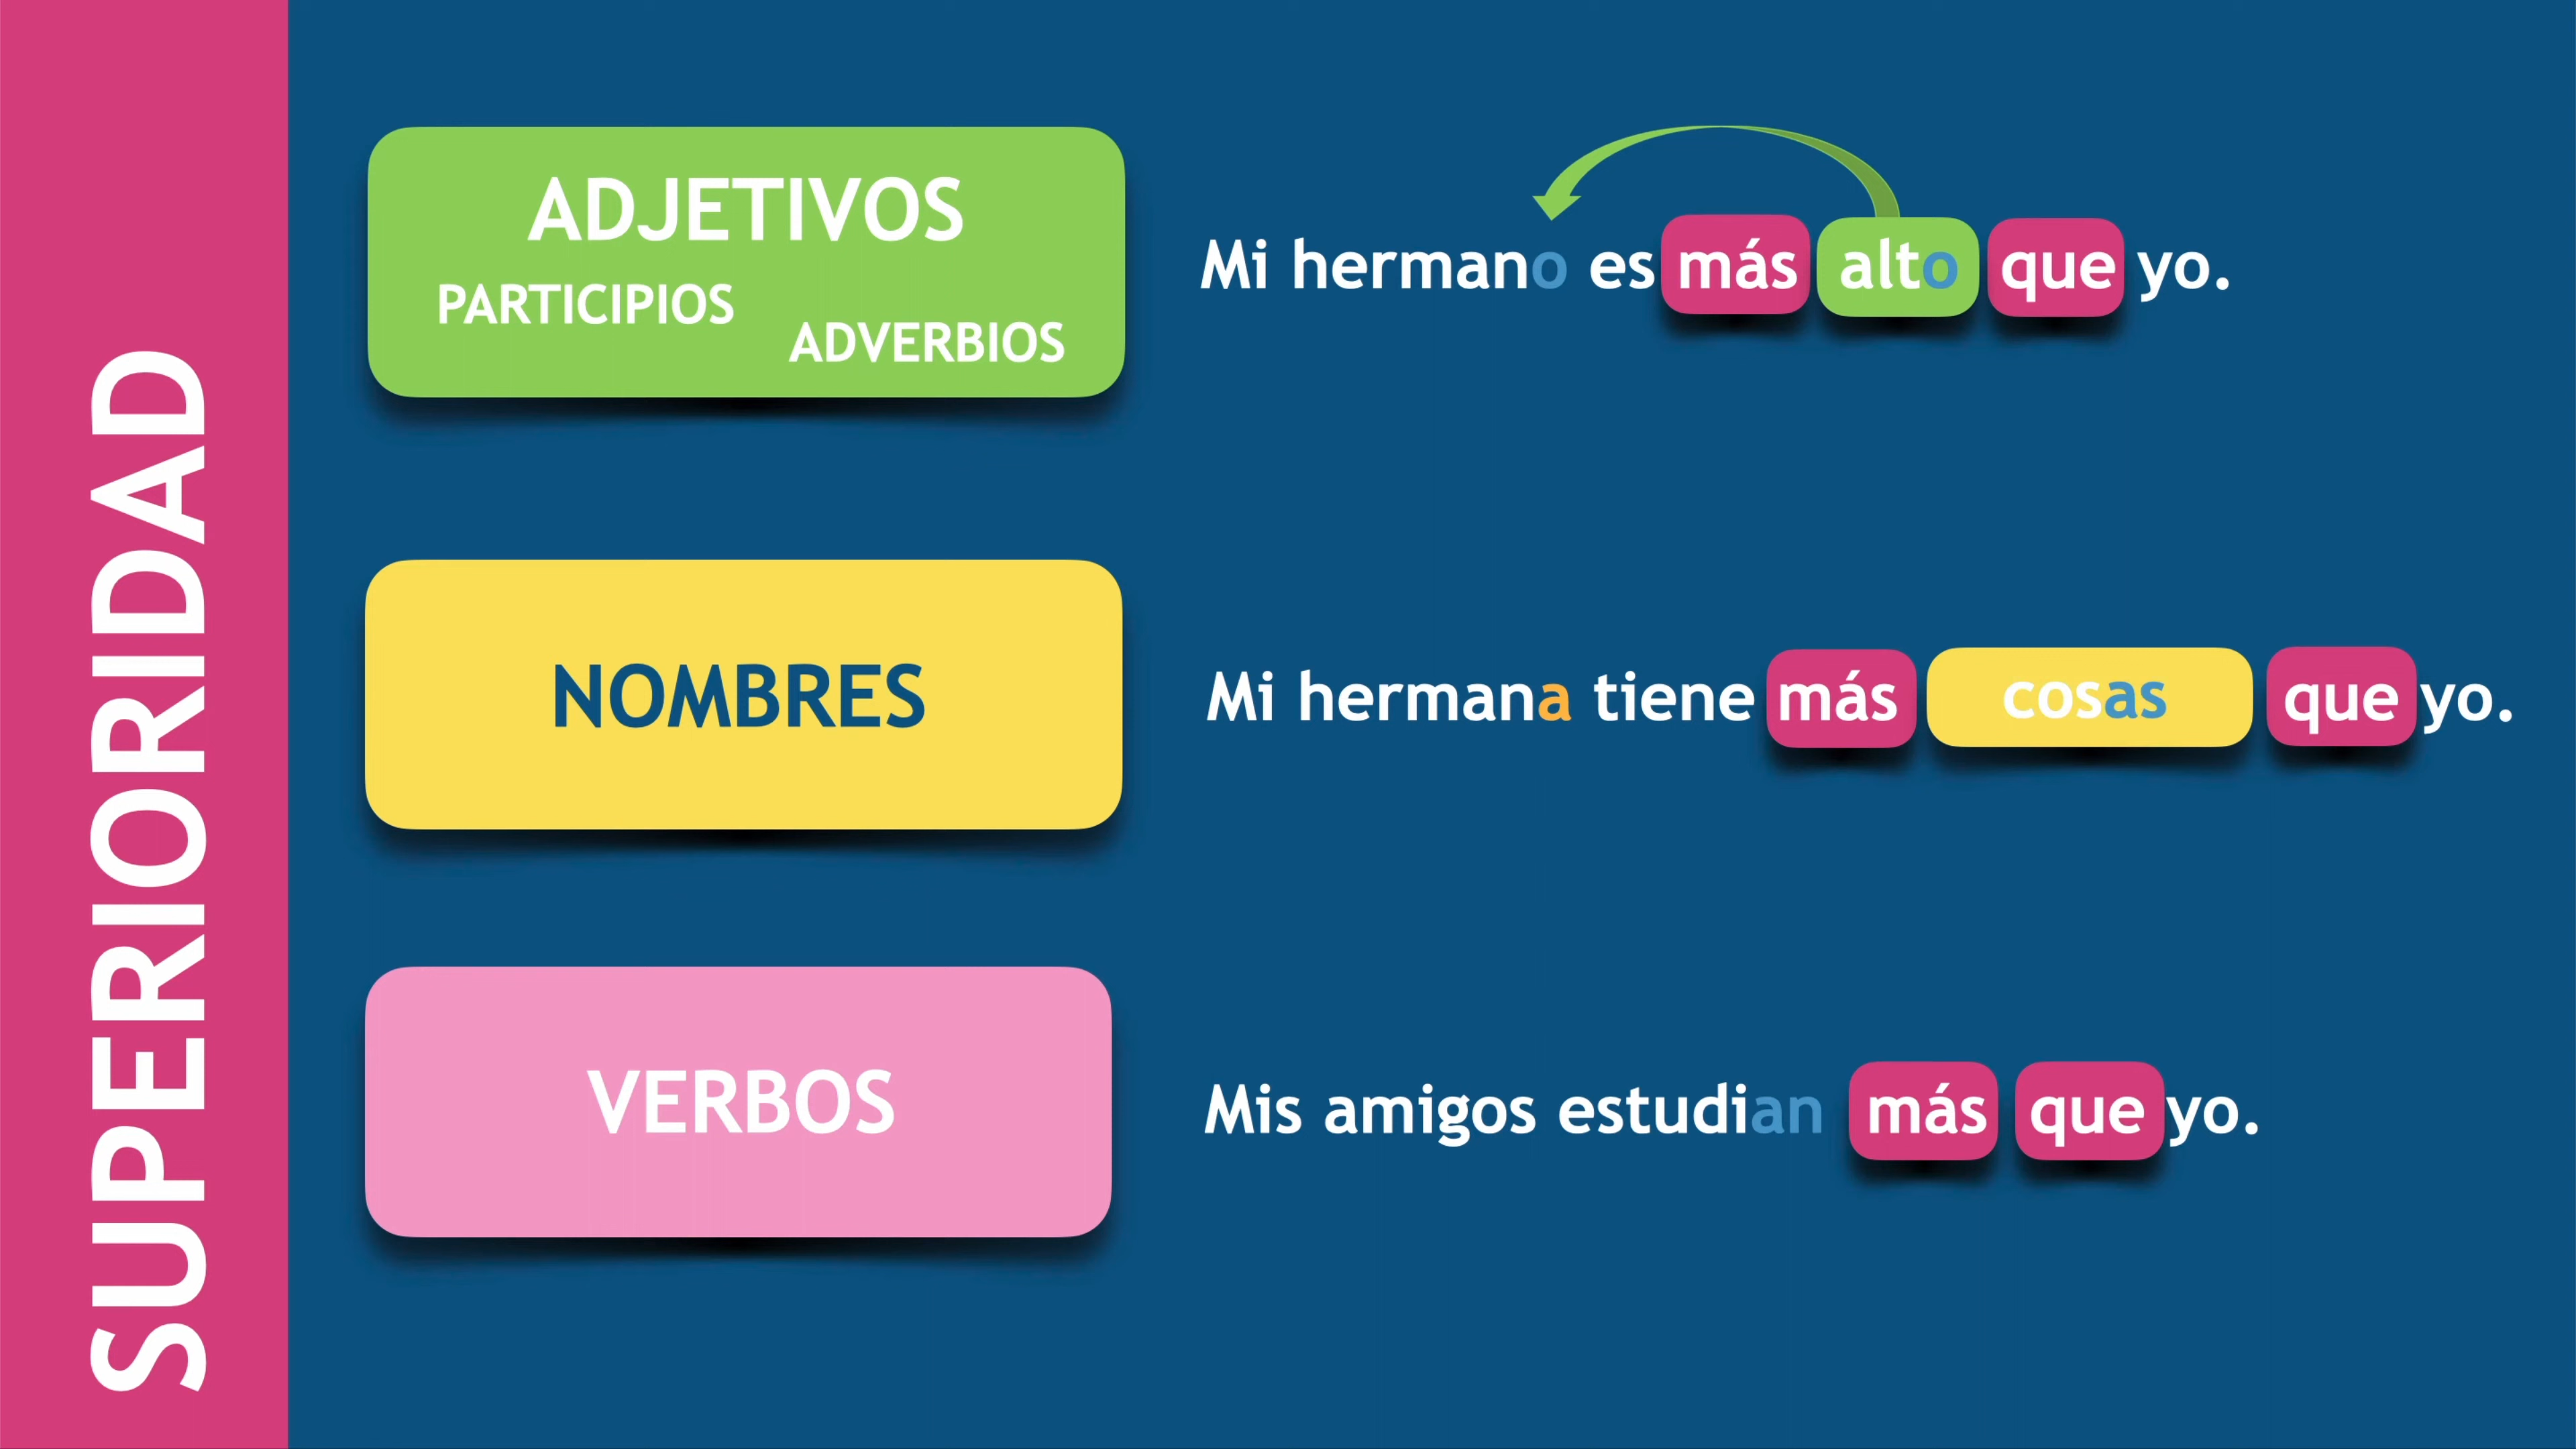 SUPERIORIDAD
ADJETIVOS
PARTICIPIOS
ADVERBIOS
Mi hermano es más alto que yo.
NOMBRES
Mi hermana tiene más cosas que yo.
VERBOS
Mis amigos estudian más que yo.